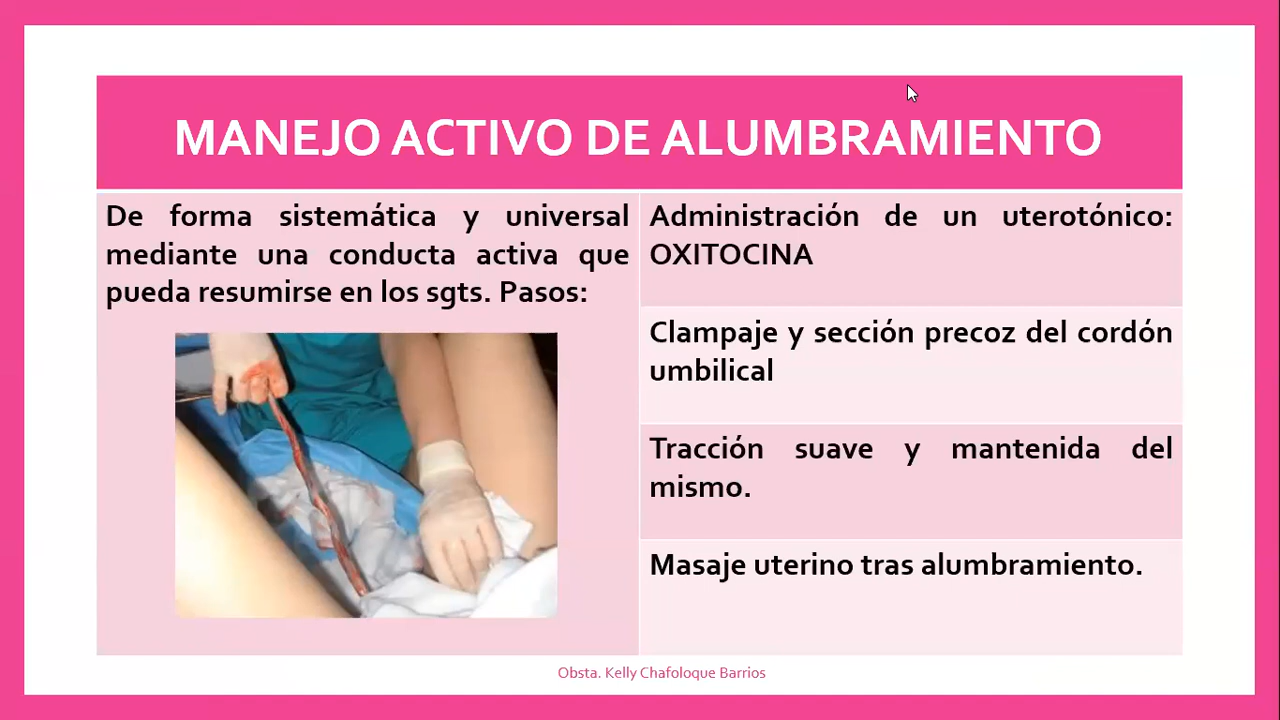 MANEJO ACTIVO DE ALUMBRAMIENTO
De forma sistemática y universal
mediante una conducta activa que
pueda resumirse en los sgts. Pasos:
Administración de un uterotónico:
OXITOCINA
Clampaje y sección precoz del cordón
umbilical
Tracción suave y mantenida del
mismo.
Masaje uterino tras alumbramiento.
Obsta. Kelly Chafoloque Barrios